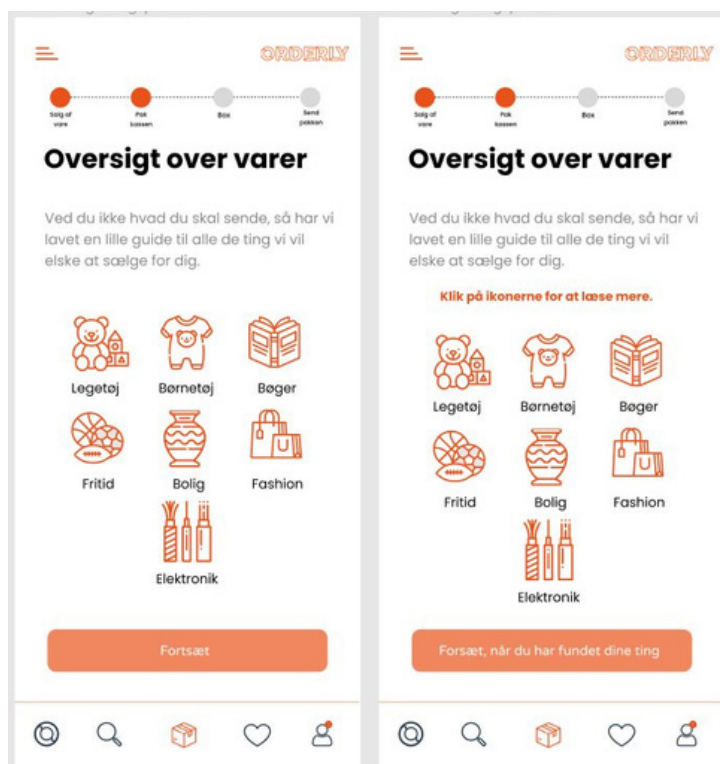 ORDERLY
Salg af
vare
Pak
kassen
Box
Send
pakken
Oversigt over varer
Ved du ikke hvad du skal sende, så har vi
lavet en lille guide til alle de ting vi vil
elske at sælge for dig.
Legetøj
Børnetøj
Bøger
Fritid
Bolig
Fashion
Elektronik
Fortsæt
ORDERLY
Salg af
vare
Pak
kassen
Box
Send
pakken
Oversigt over varer
Ved du ikke hvad du skal sende, så har vi
lavet en lille guide til alle de ting vi vil
elske at sælge for dig.
Klik på ikonerne for at læse mere.
Legetøj
Børnetøj
Bøger
Fritid
Bolig
Fashion
Elektronik
Forsæt, når du har fundet dine ting